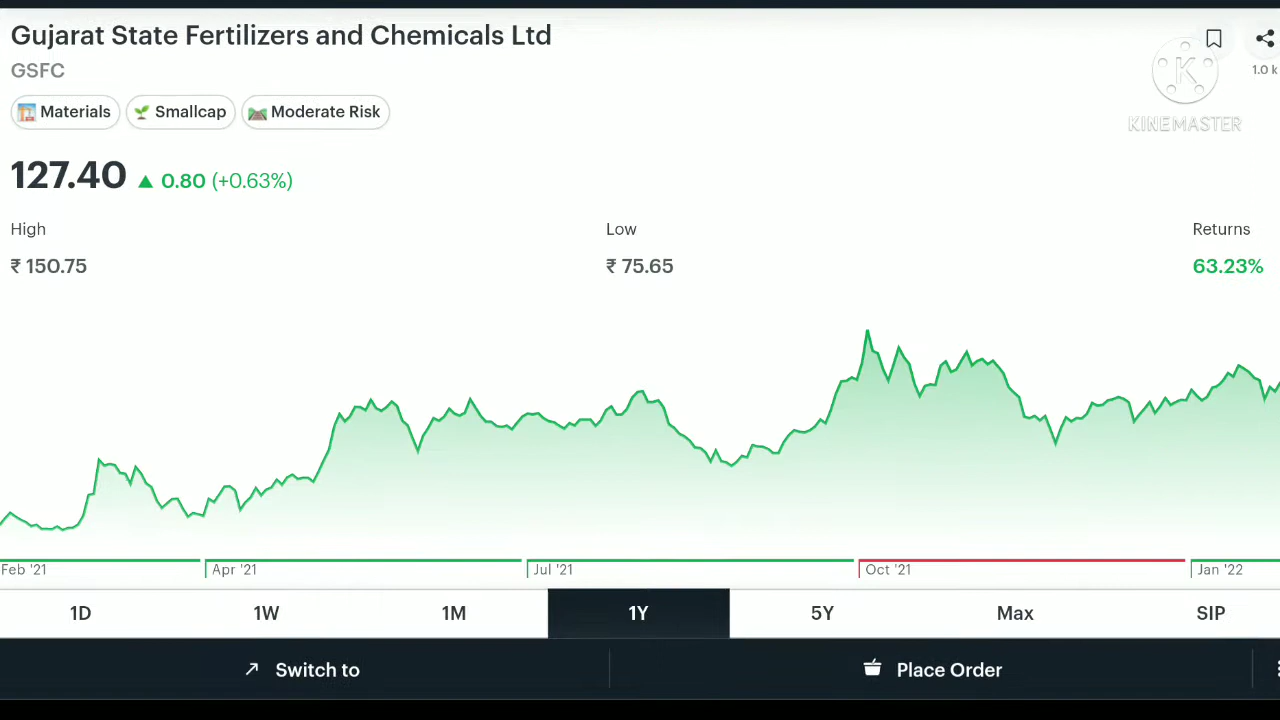 Gujarat State Fertilizers and Chemicals Ltd
GSFC
1.0 k
K
KINEMASTER
Materials Smallcap Moderate Risk
127.40 ▲ 0.80 (+0.63%)
High Low Returns
₹ 150.75 ₹ 75.65 63.23%
Feb '21 Apr '21 Jul '21 Oct '21 Jan '22
1D 1W 1M 1Y 5Y Max SIP
Switch to Place Order